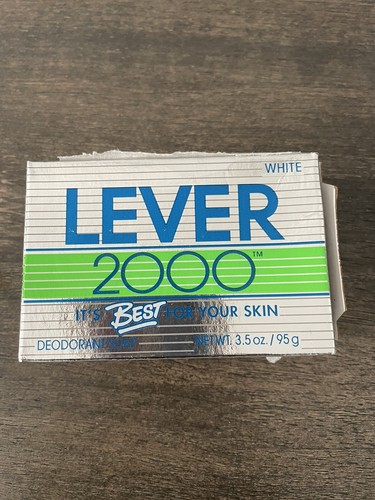 WHITE
LEVER
2000™
IT'S BEST FOR YOUR SKIN
DEODORANT SOAP NET WT. 3.5 oz. / 95 g